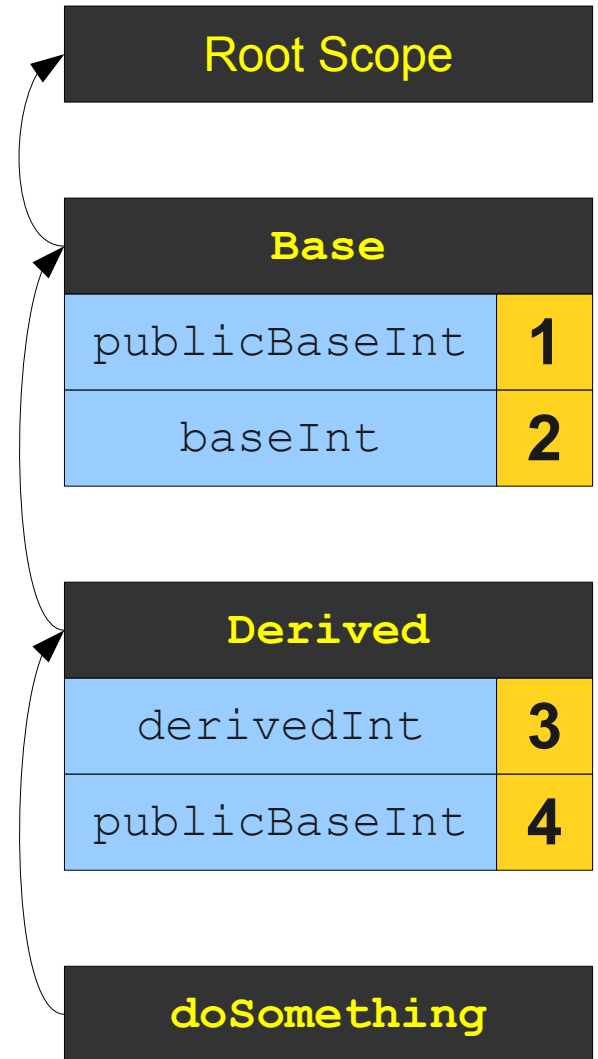 Root Scope
Base
publicBaseInt 1
baseInt 2
Derived
derivedInt 3
publicBaseInt 4
doSomething